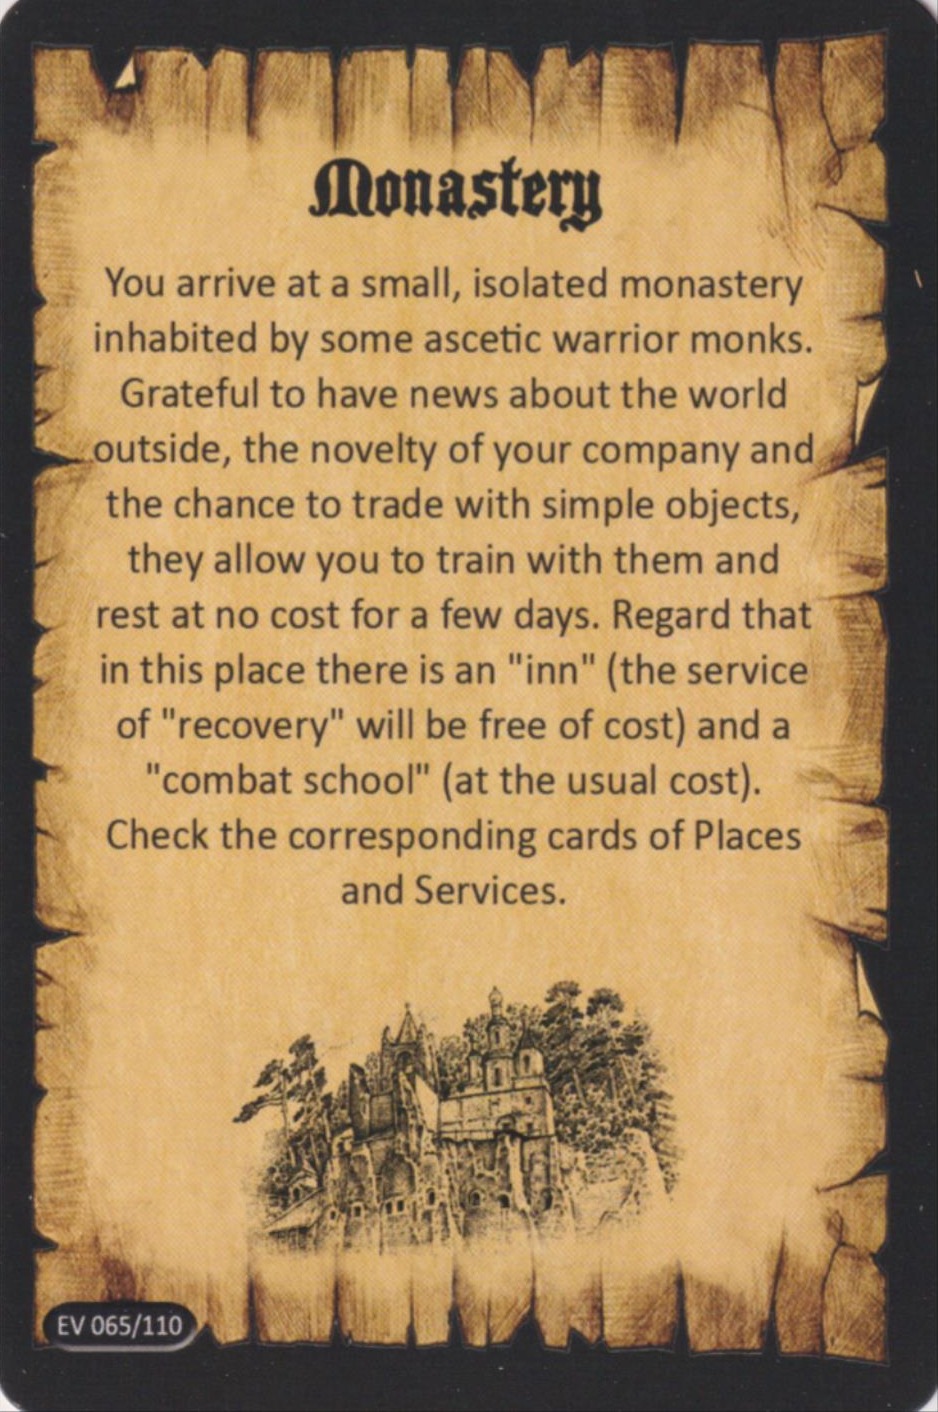 Monastery
You arrive at a small, isolated monastery
inhabited by some ascetic warrior monks.
Grateful to have news about the world
outside, the novelty of your company and
the chance to trade with simple objects,
they allow you to train with them and
rest at no cost for a few days. Regard that
in this place there is an "inn" (the service
of "recovery" will be free of cost) and a
"combat school" (at the usual cost).
Check the corresponding cards of Places
and Services.
EV 065/110